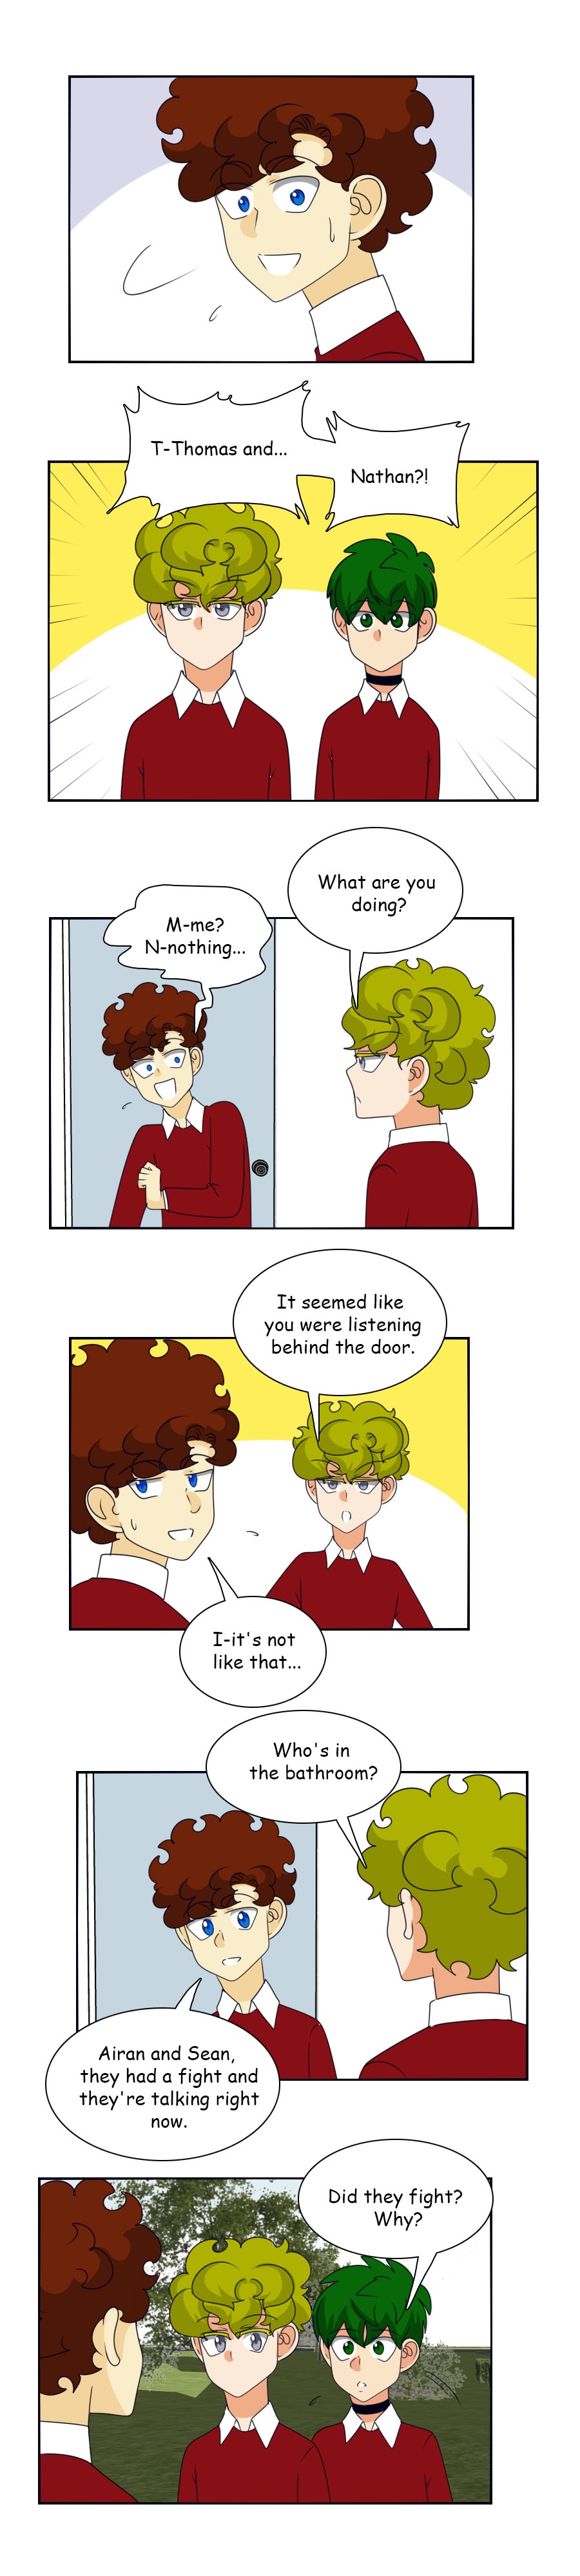 T-Thomas and...
Nathan?!
What are you
doing?
M-me?
N-nothing...
It seemed like
you were listening
behind the door.
I-it's not
like that...
Who's in
the bathroom?
Airan and Sean,
they had a fight and
they're talking right
now.
Did they fight?
Why?